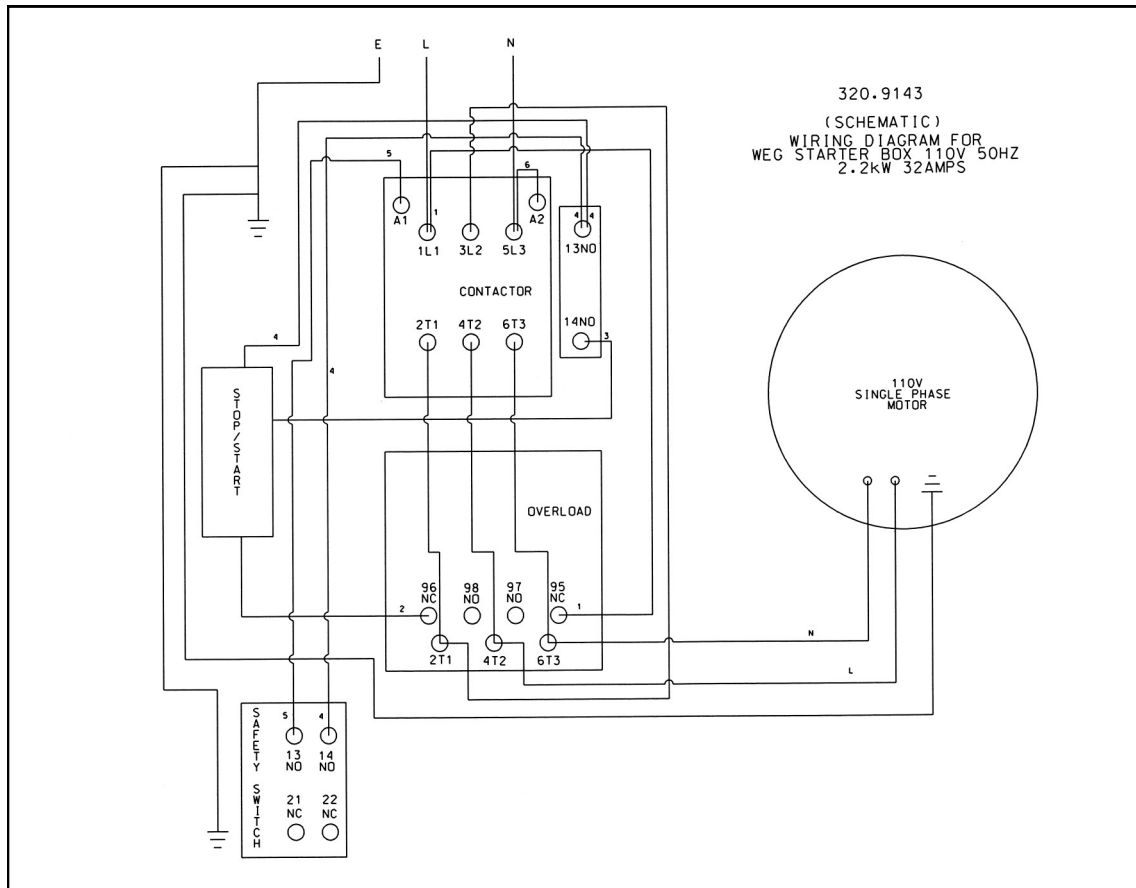 E L N
320.9143
(SCHEMATIC)
WIRING DIAGRAM FOR
WEG STARTER BOX 110V 50HZ
2.2kW 32AMPS
5 6
A1 1 A2 4 4
1L1 3L2 5L3 13NO
CONTACTOR
2T1 4T2 6T3 14NO
4 3
4
STOP/START
110V
SINGLE PHASE
MOTOR
OVERLOAD
96 98 97 95
NC NO NO NC
2 1
N
2T1 4T2 6T3
L
SAFETY SWITCH
5 4
13 14
NO NO
21 22
NC NC